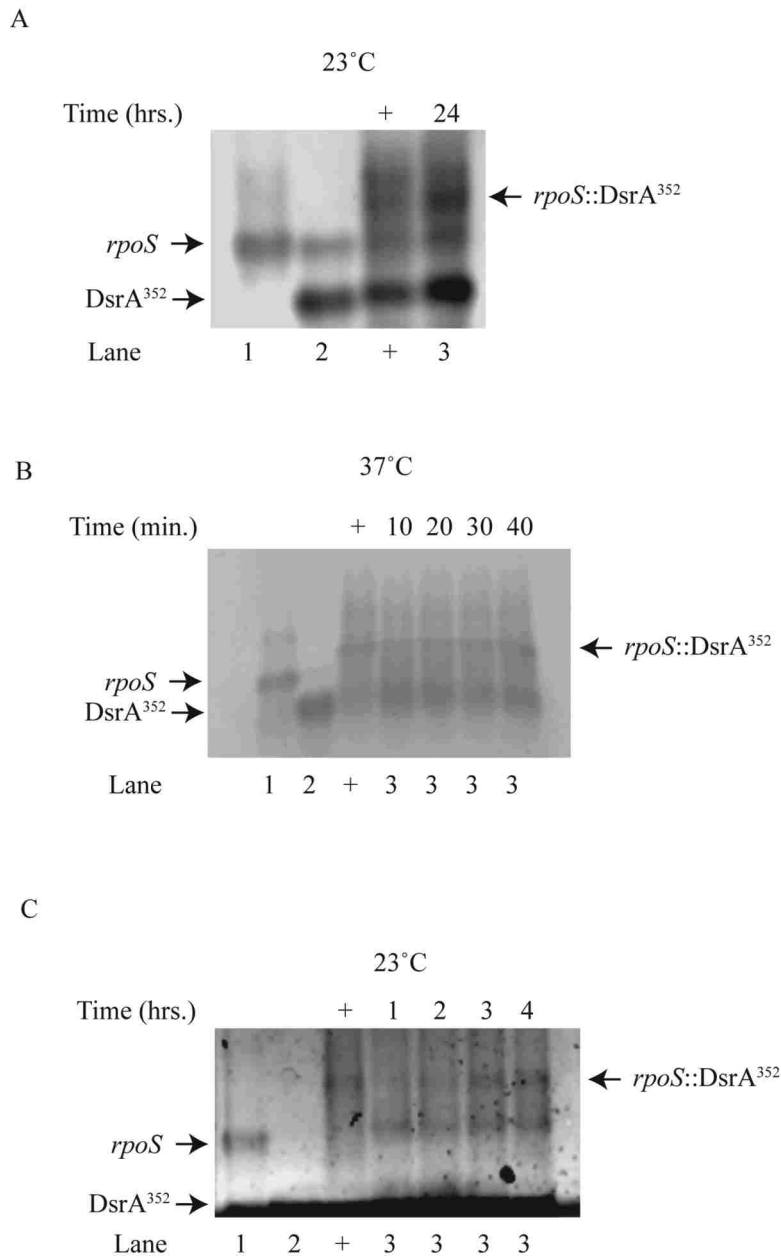 A
23°C
Time (hrs.) + 24
rpoS::DsrA³⁵²
rpoS
DsrA³⁵²
Lane 1 2 + 3
B
37°C
Time (min.) + 10 20 30 40
rpoS::DsrA³⁵²
rpoS
DsrA³⁵²
Lane 1 2 + 3 3 3 3
C
23°C
Time (hrs.) + 1 2 3 4
rpoS::DsrA³⁵²
rpoS
DsrA³⁵²
Lane 1 2 + 3 3 3 3